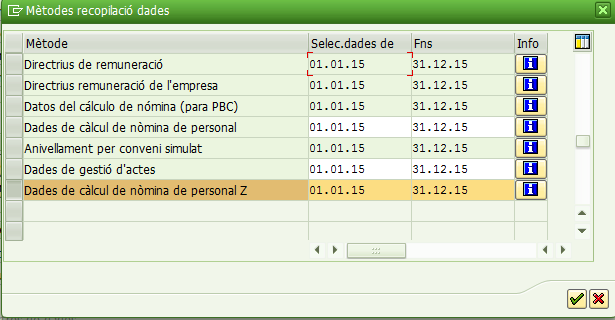 Mètodes recopilació dades
Mètode Selec.dades de Fns Info
Directrius de remuneració 01.01.15 31.12.15
Directrius remuneració de l'empresa 01.01.15 31.12.15
Datos del cálculo de nómina (para PBC) 01.01.15 31.12.15
Dades de càlcul de nòmina de personal 01.01.15 31.12.15
Anivellament per conveni simulat 01.01.15 31.12.15
Dades de gestió d'actes 01.01.15 31.12.15
Dades de càlcul de nòmina de personal Z 01.01.15 31.12.15